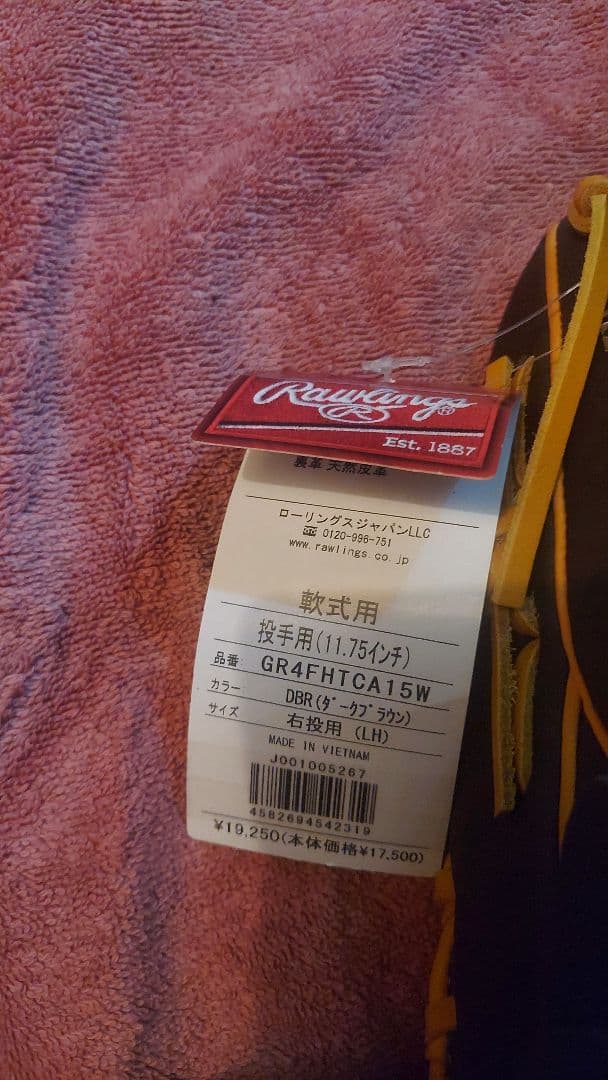 Rawlings®
R
Est. 1887
裏革 天然皮革
ローリングスジャパンLLC
☎ 0120-996-751
www.rawlings.co.jp
軟式用
投手用(11.75インチ)
品番 GR4FHTCA15W
カラー DBR(ﾀﾞｰｸﾌﾞﾗｳﾝ)
サイズ 右投用 (LH)
MADE IN VIETNAM
J001005267
4582694542319
¥19,250(本体価格¥17,500)